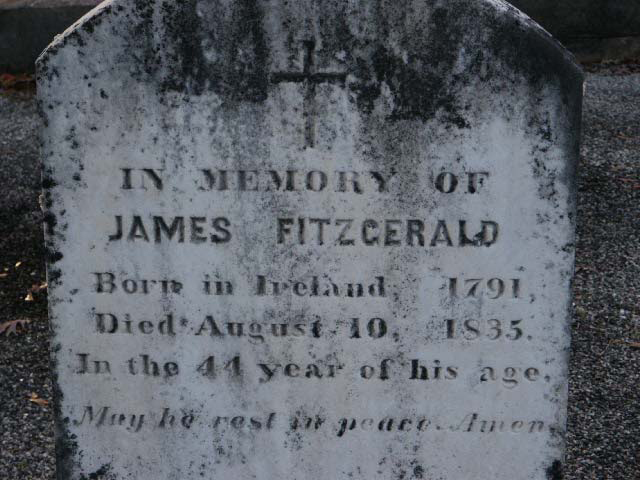 IN MEMORY OF
JAMES FITZGERALD
Born in Ireland, 1791,
Died August 10, 1835.
In the 44 year of his age.
May he rest in peace. Amen.